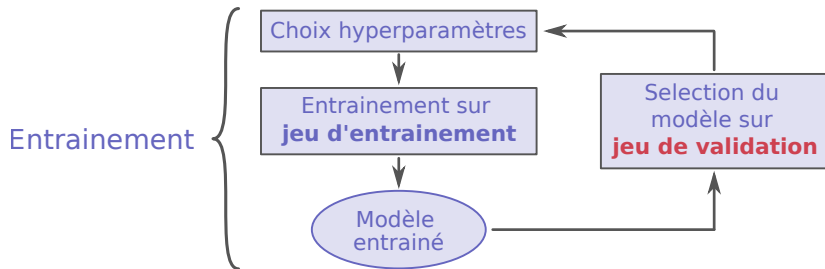 Entrainement
Choix hyperparamètres
Entrainement sur
jeu d'entrainement
Modèle
entrainé
Selection du
modèle sur
jeu de validation